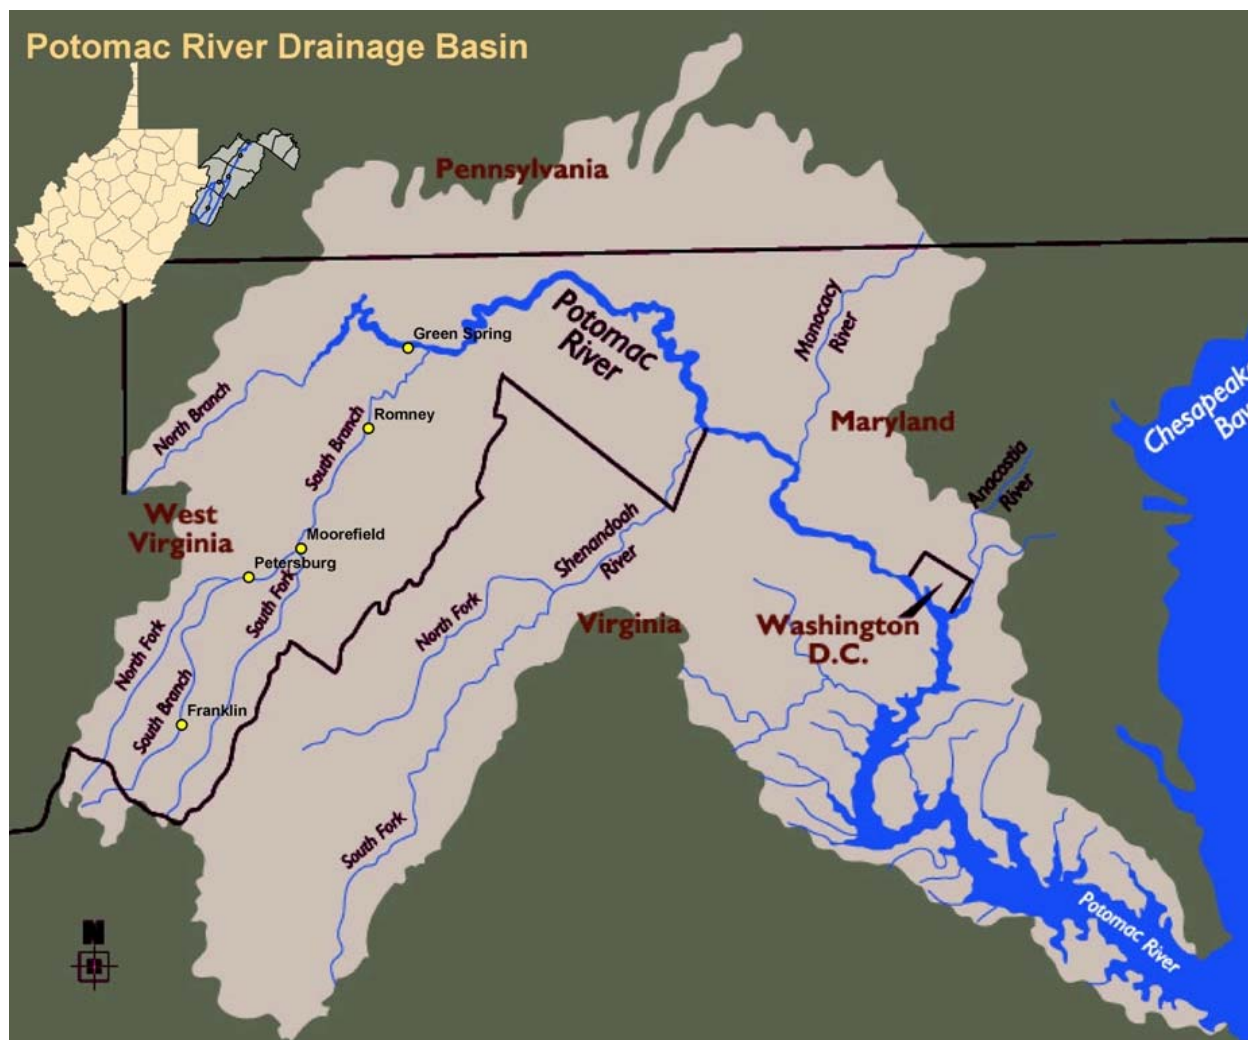 Potomac River Drainage Basin
Pennsylvania
Potomac
River
Monocacy
River
Green Spring
North Branch
South Branch
Romney
Maryland
Chesapeake
Bay
Anacostia
River
West
Virginia
Moorefield
Petersburg
South Fork
Shenandoah
River
North Fork
Virginia
Washington
D.C.
North Fork
South Branch
Franklin
South Fork
Potomac River
N